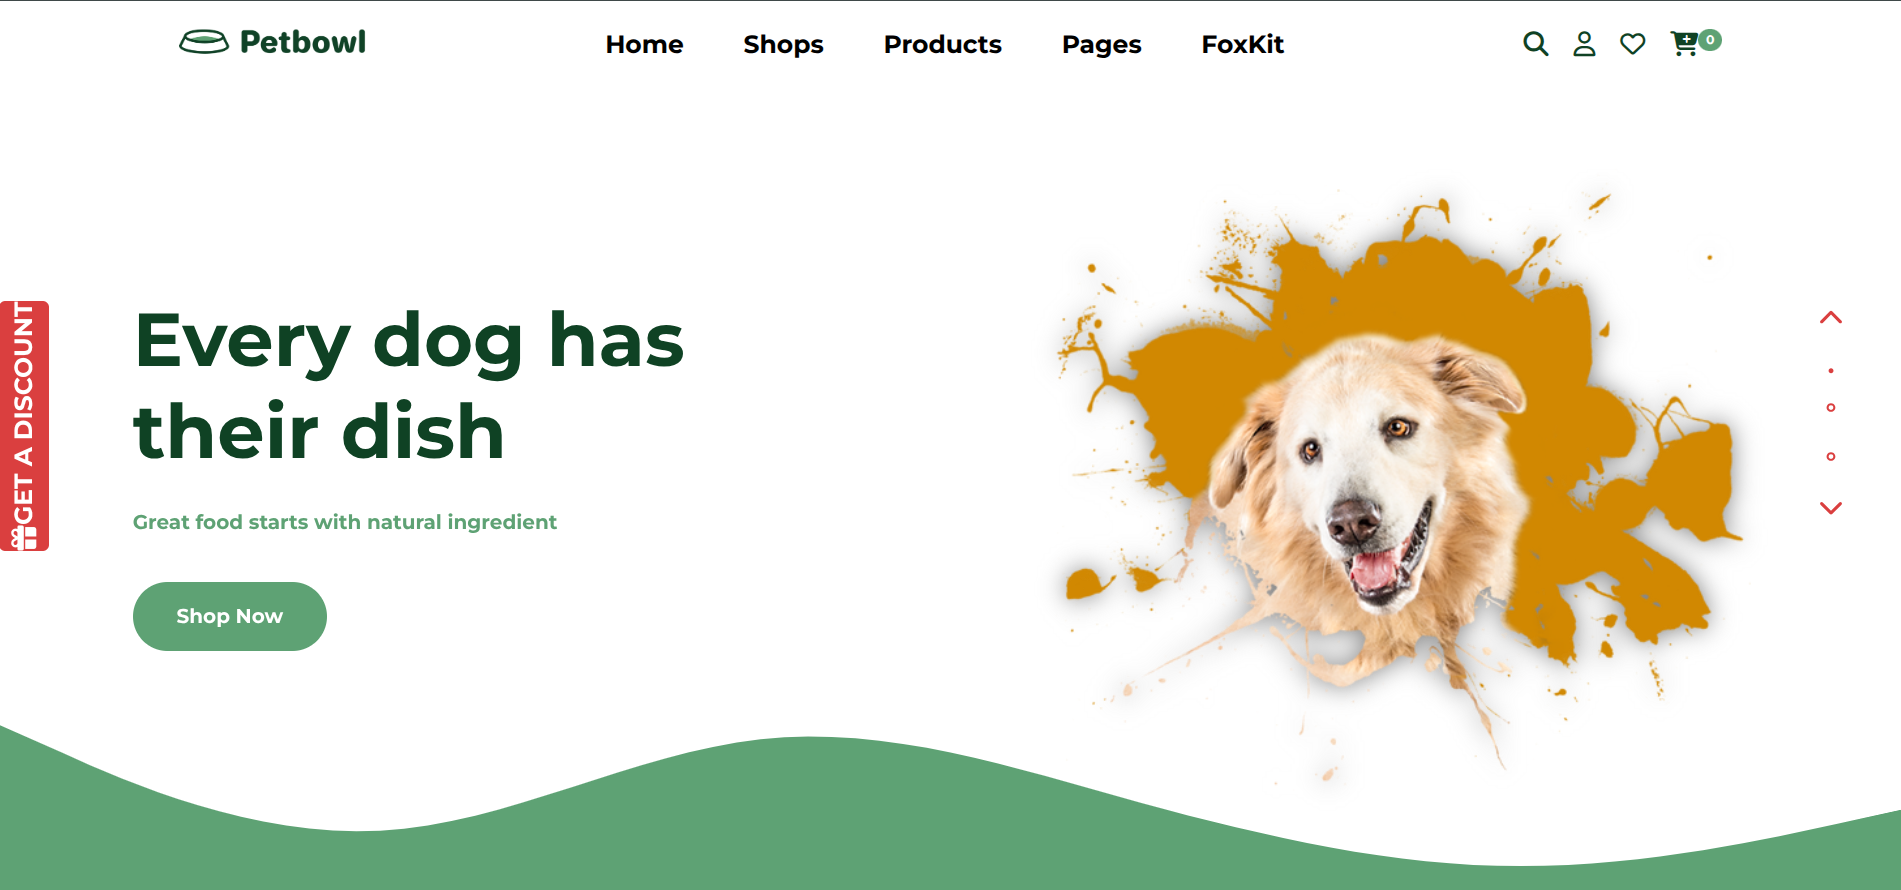 Petbowl
Home
Shops
Products
Pages
FoxKit
0
GET A DISCOUNT
Every dog has
their dish
Great food starts with natural ingredient
Shop Now